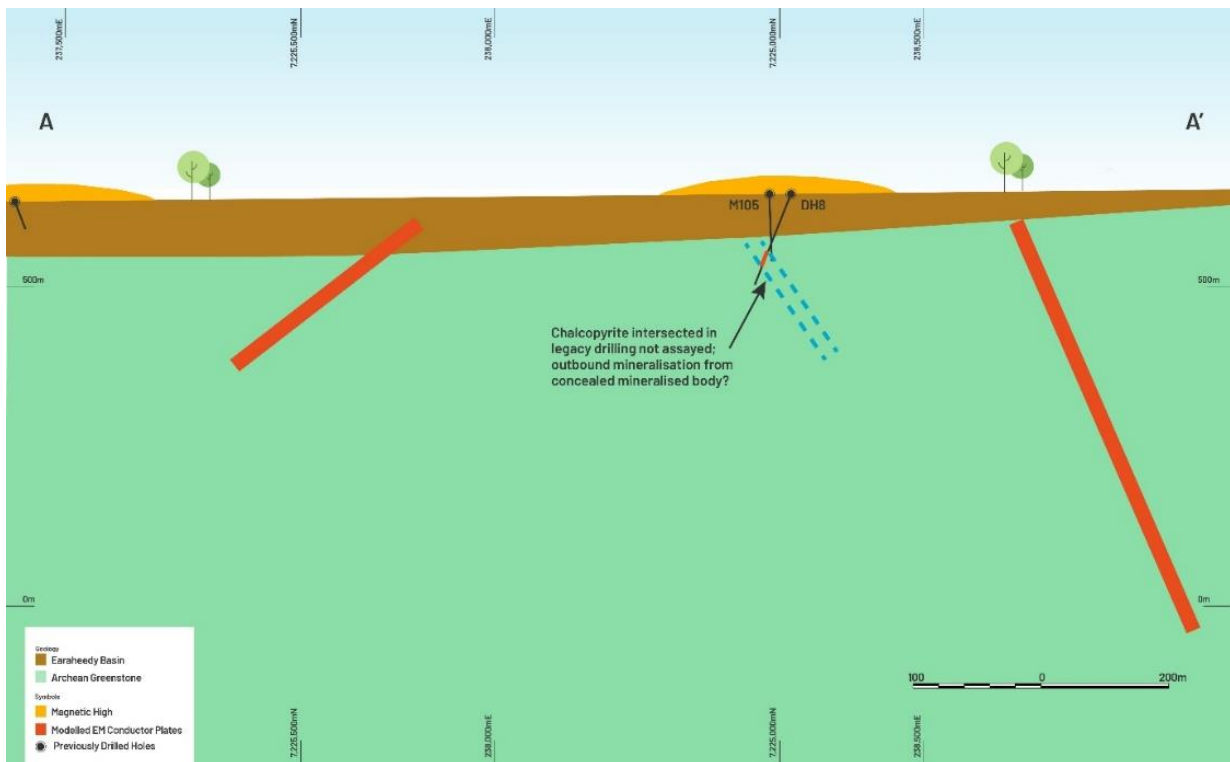 237,500mE
7,225,500mN
238,000mE
7,225,000mN
238,500mE
A
A'
M105
DH8
500m
500m
Chalcopyrite intersected in
legacy drilling not assayed;
outbound mineralisation from
concealed mineralised body?
0m
0m
Geology
Earaheedy Basin
Archean Greenstone
Symbols
Magnetic High
Modelled EM Conductor Plates
Previously Drilled Holes
100
0
200m
7,225,500mN
238,000mE
7,225,000mN
238,500mE